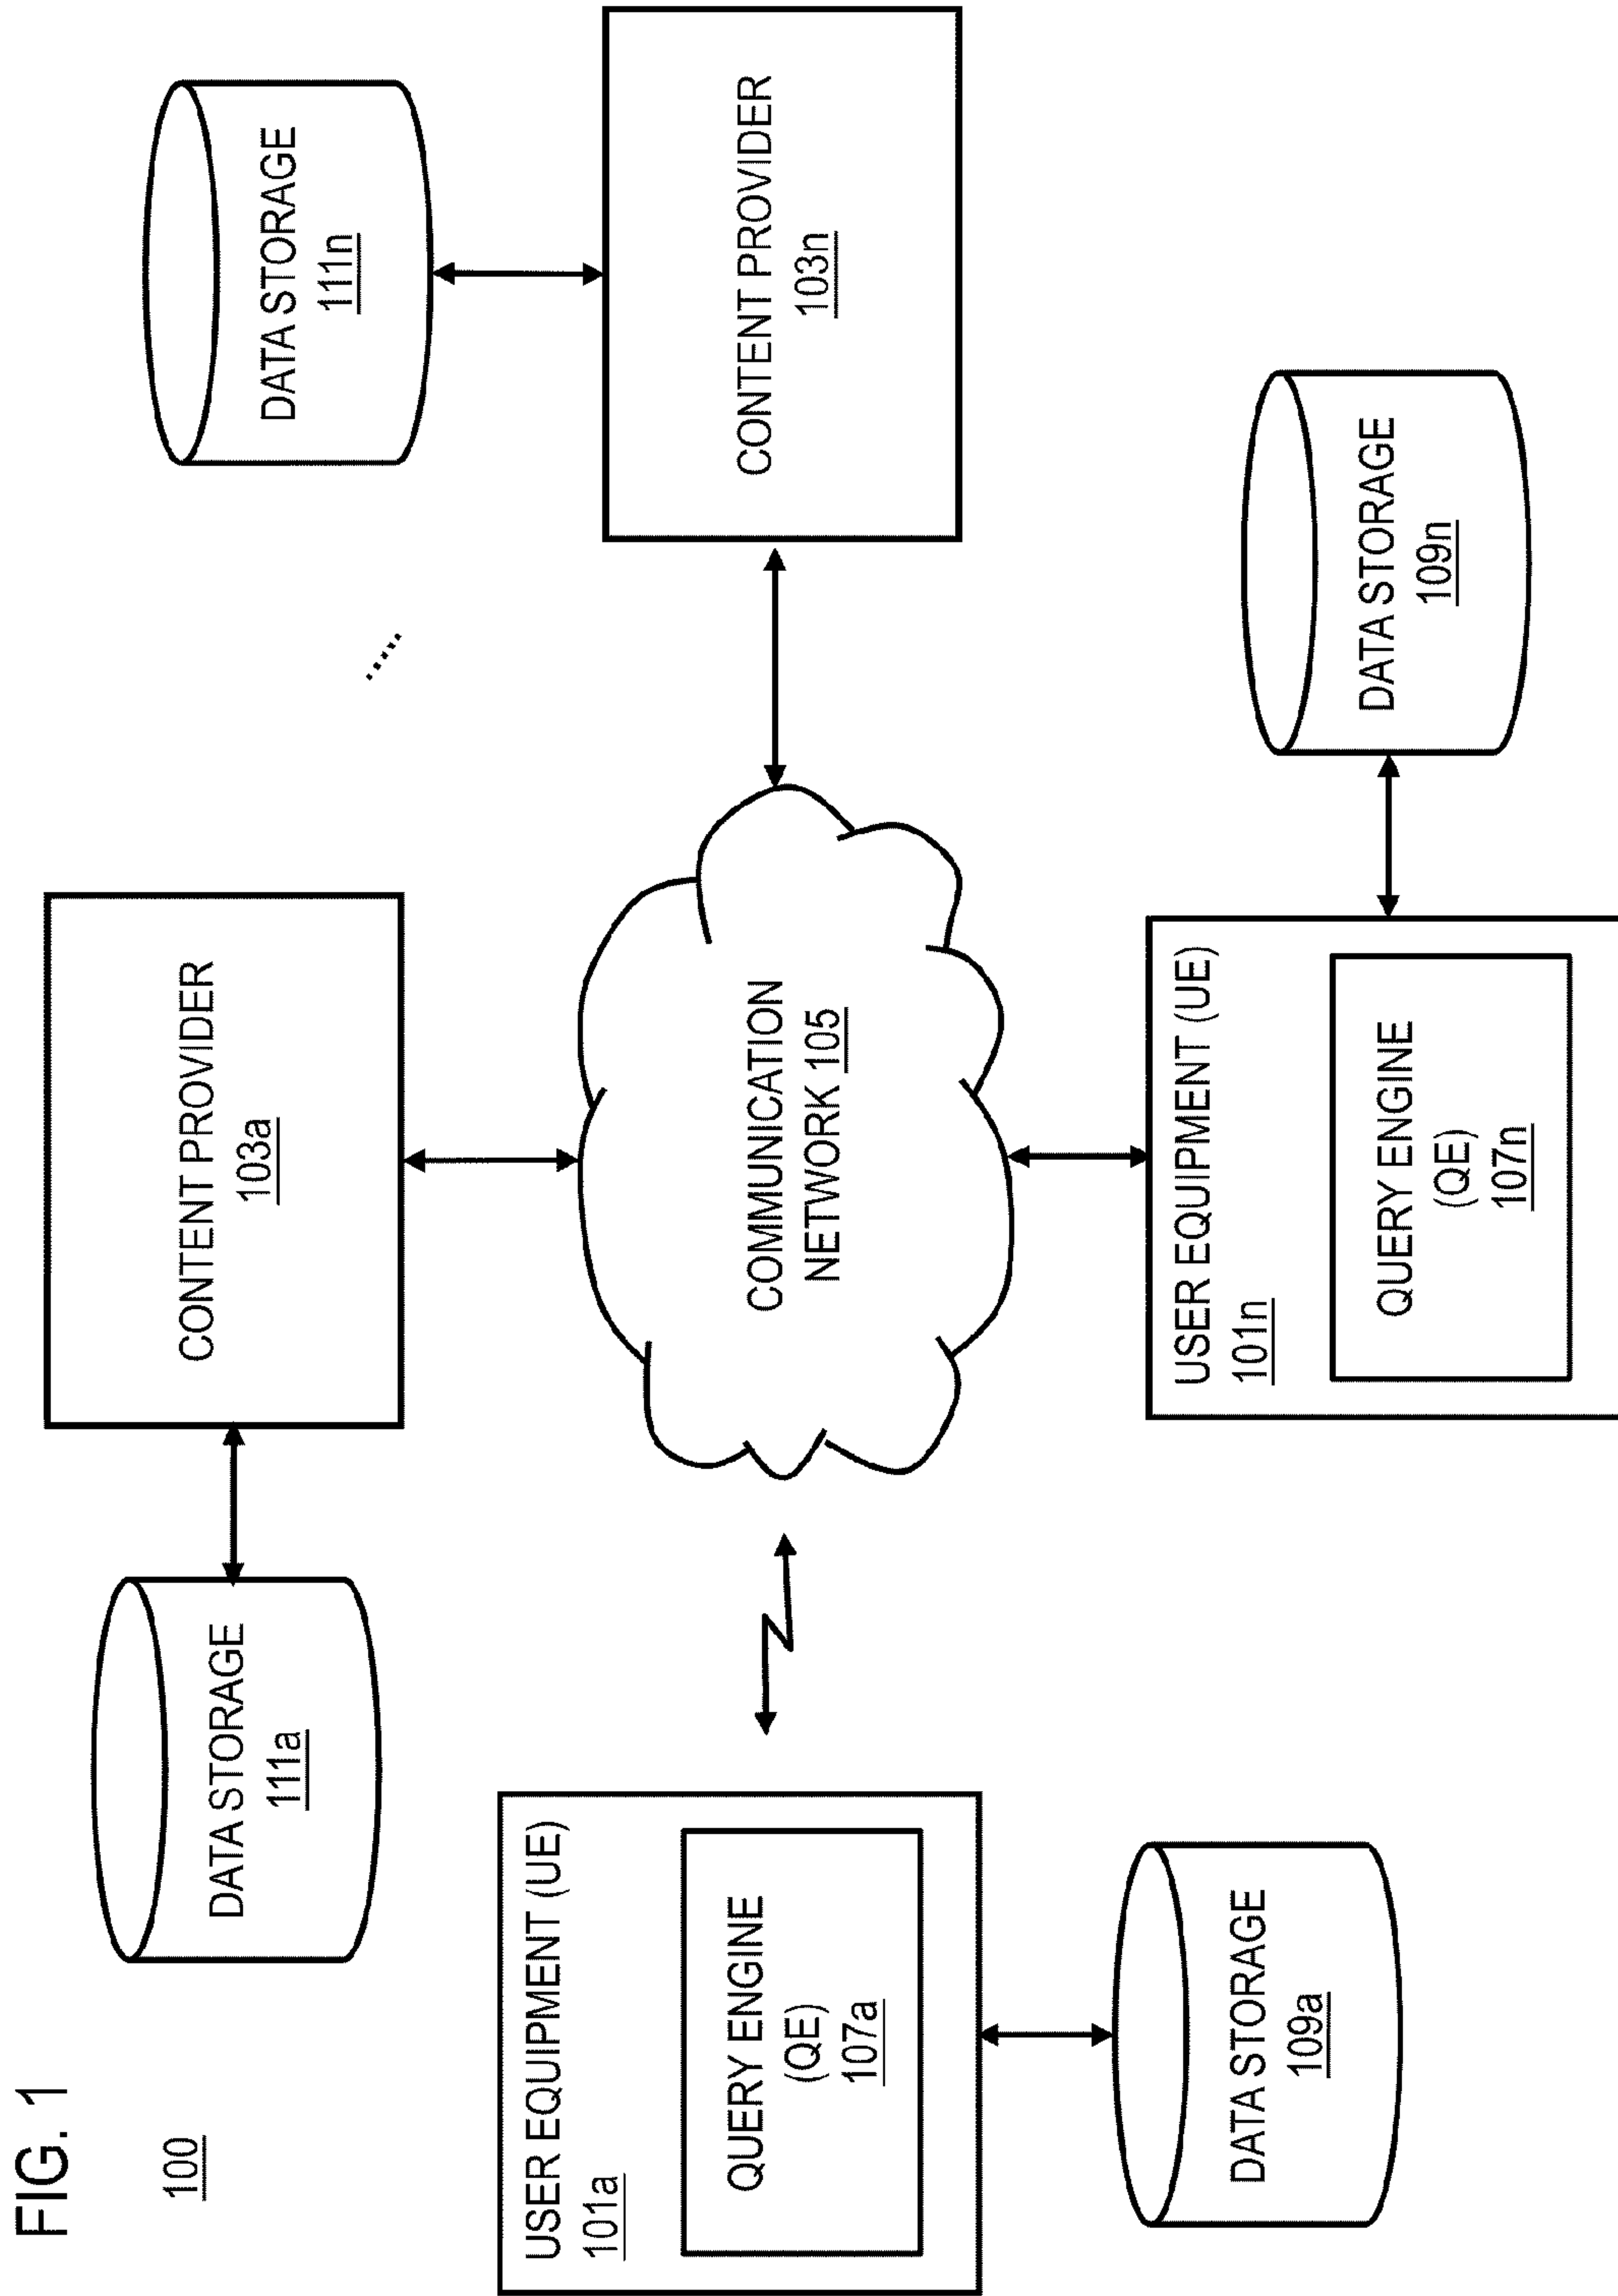 FIG. 1
100
DATA STORAGE
111a
CONTENT PROVIDER
103a
DATA STORAGE
111n
CONTENT PROVIDER
103n
COMMUNICATION
NETWORK 105
USER EQUIPMENT (UE)
101a
QUERY ENGINE
(QE)
107a
DATA STORAGE
109a
USER EQUIPMENT (UE)
101n
QUERY ENGINE
(QE)
107n
DATA STORAGE
109n